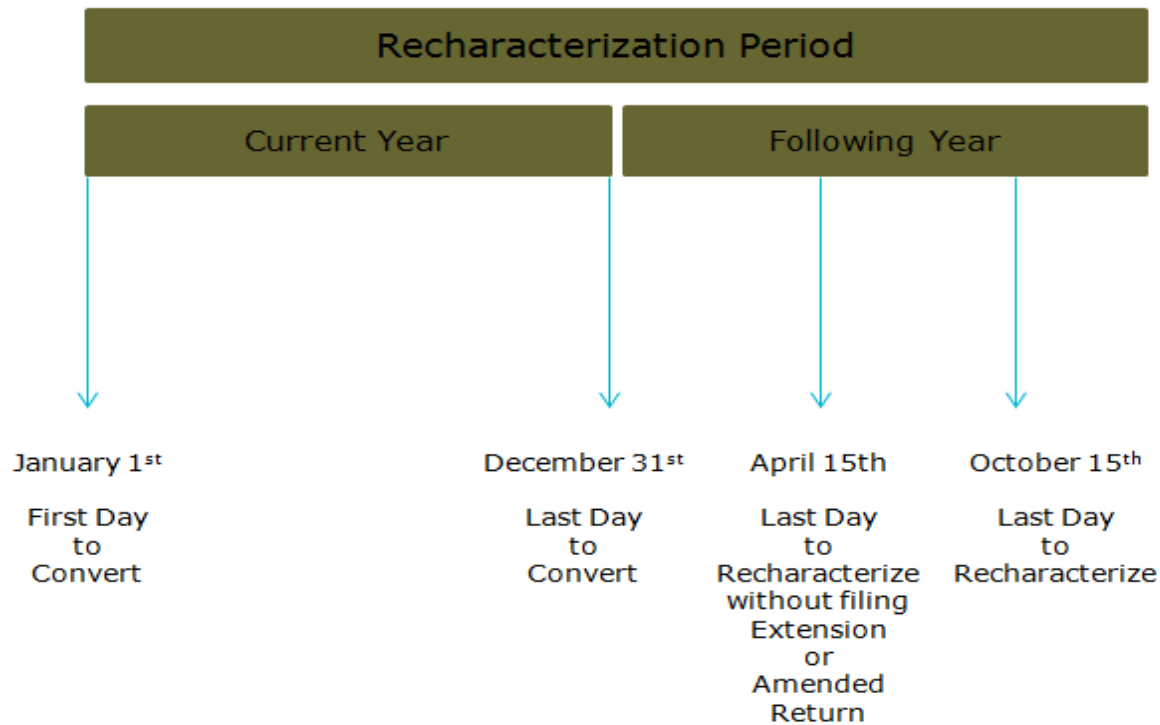 Recharacterization Period
Current Year
Following Year
January 1st
First Day
to
Convert
December 31st
Last Day
to
Convert
April 15th
Last Day
to
Recharacterize
without filing
Extension
or
Amended
Return
October 15th
Last Day
to
Recharacterize